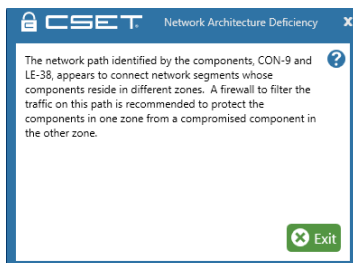 CSET. Network Architecture Deficiency x
The network path identified by the components, CON-9 and
LE-38, appears to connect network segments whose
components reside in different zones. A firewall to filter the
traffic on this path is recommended to protect the
components in one zone from a compromised component in
the other zone.
?
Exit